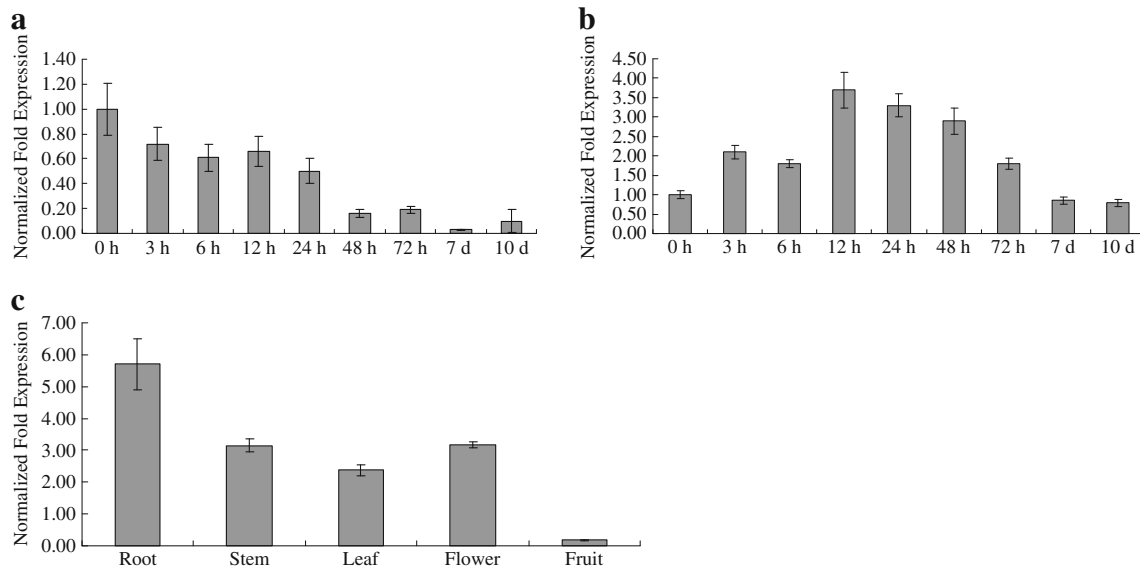 a
Normalized Fold Expression
1.40
1.20
1.00
0.80
0.60
0.40
0.20
0.00
0 h 3 h 6 h 12 h 24 h 48 h 72 h 7 d 10 d
b
Normalized Fold Expression
4.50
4.00
3.50
3.00
2.50
2.00
1.50
1.00
0.50
0.00
0 h 3 h 6 h 12 h 24 h 48 h 72 h 7 d 10 d
c
Normalized Fold Expression
7.00
6.00
5.00
4.00
3.00
2.00
1.00
0.00
Root Stem Leaf Flower Fruit